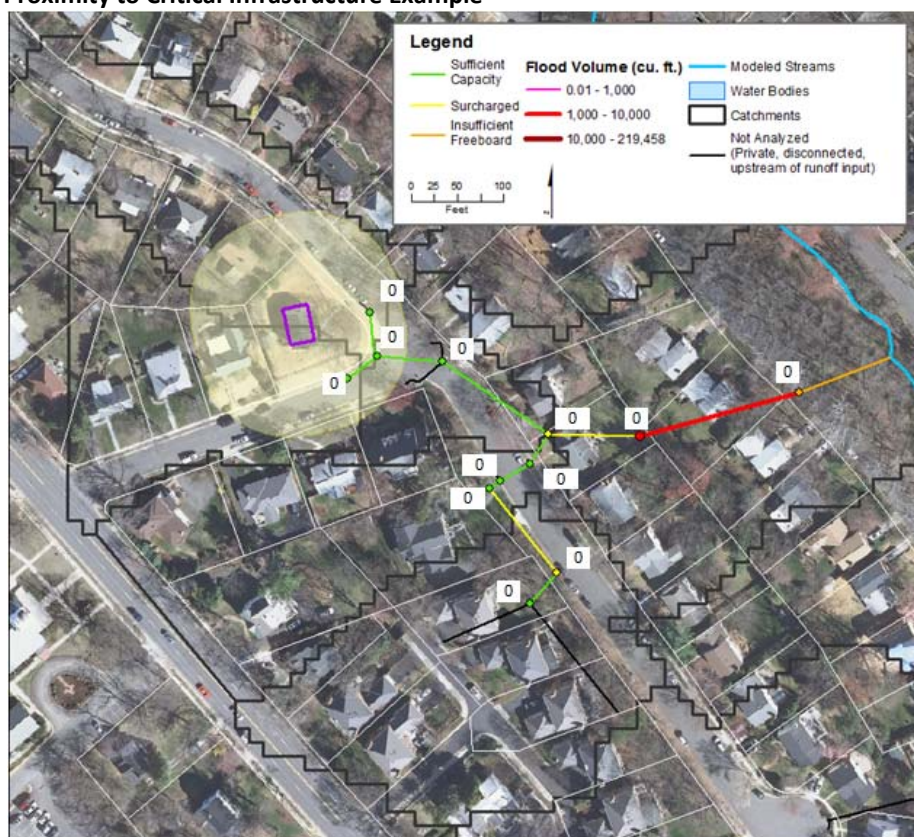 Proximity to Critical Infrastructure Example
Legend
Sufficient
Capacity
Surcharged
Insufficient
Freeboard
0 25 50 100
Feet
Flood Volume (cu. ft.)
0.01 - 1,000
1,000 - 10,000
10,000 - 219,458
Modeled Streams
Water Bodies
Catchments
Not Analyzed
(Private, disconnected,
upstream of runoff input)
0
0
0
0
0
0
0
0
0
0
0
0